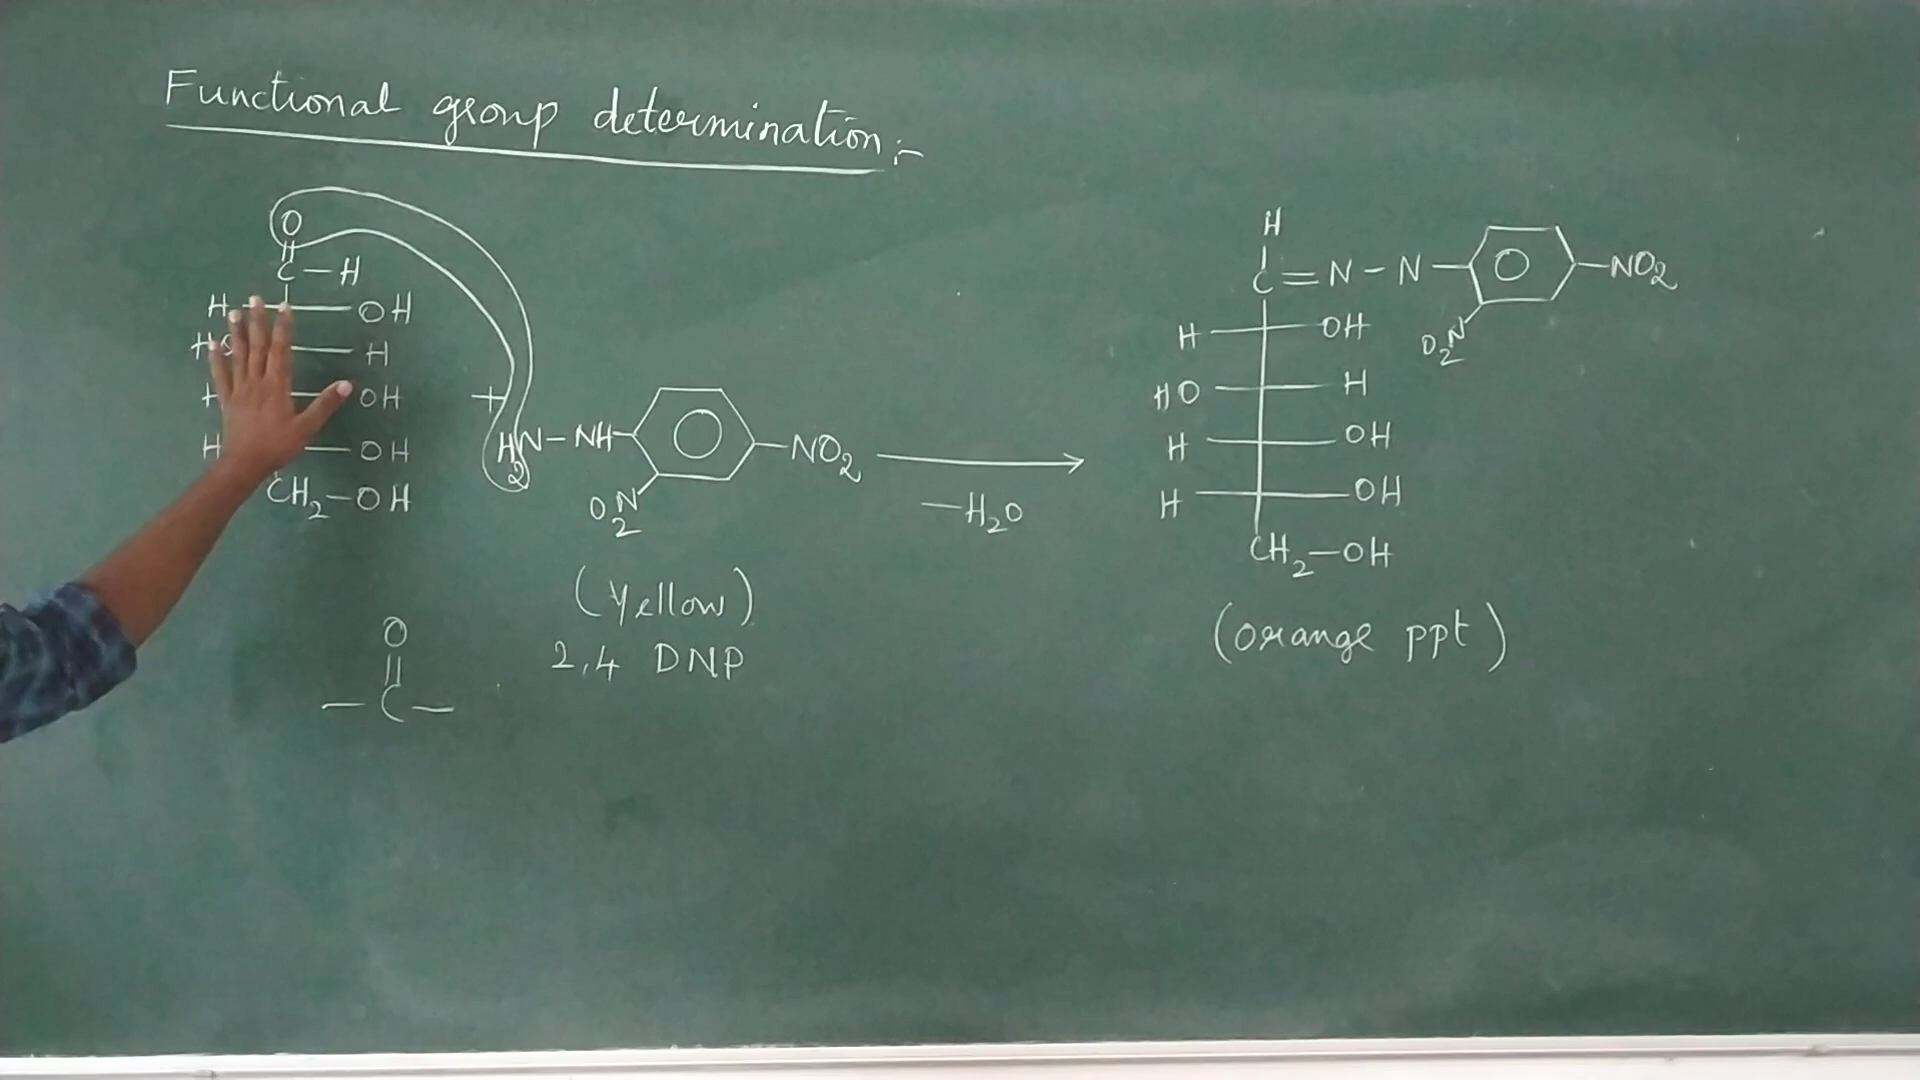 Functional group determination :-
O
||
C – H
H OH
HO H
H OH
H OH
CH2–OH
+
H2N – NH –NO2
O2N
(Yellow)
2,4 DNP
–H2O
H
C=N – N –NO2
O2N
H OH
HO H
H OH
H OH
CH2–OH
(orange ppt)
O
||
– C –